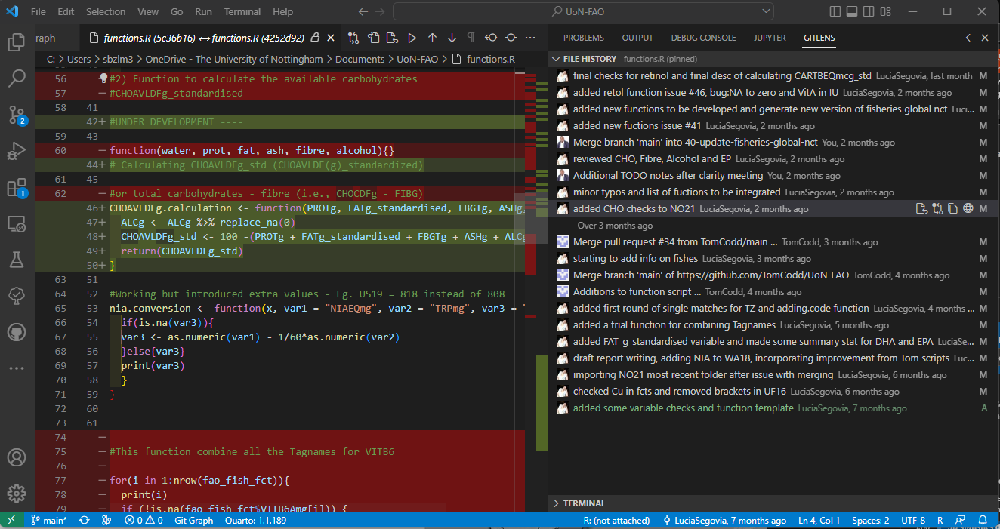 File Edit Selection View Go Run Terminal Help UoN-FAO
raph functions.R (5c36b16) ↔ functions.R (4252d92)
PROBLEMS OUTPUT DEBUG CONSOLE JUPYTER GITLENS
C: > Users > sbzlm3 > OneDrive - The University of Nottingham > Documents > UoN-FAO > functions.R
56 −#2) Function to calculate the available carbohydrates
57 −#CHOAVLDFg_standardised
58 41
42+ #UNDER DEVELOPMENT ----
59 43
60 −function(water, prot, fat, ash, fibre, alcohol){}
44+ # Calculating CHOAVLDFg_std (CHOAVLDF(g)_standardized)
61 45
62 −#or total carbohydrates - fibre (i.e., CHOCDFg - FIBG)
46+ CHOAVLDFg.calculation <- function(PROTg, FATg_standardised, FBGTg, ASHg,
47+ ALCg <- ALCg %>% replace_na(0)
48+ CHOAVLDFg_std <- 100 -(PROTg + FATg_standardised + FBGTg + ASHg + ALCg
49+ return(CHOAVLDFg_std)
50+ }
63 51
64 52 #Working but introduced extra values - Eg. US19 = 818 instead of 808
65 53 nia.conversion <- function(x, var1 = "NIAEQmg", var2 = "TRPmg", var3 = "
66 54 if(is.na(var3)){
67 55 var3 <- as.numeric(var1) - 1/60*as.numeric(var2)
68 56 }else{var3}
69 57 print(var3)
70 58 }
71 59 }
72 60
73 61
74 −
75 −#This function combine all the Tagnames for VITB6
76 −
77 −for(i in 1:nrow(fao_fish_fct)){
78 − print(i)
79 − if (!is.na(fao_fish_fct$VITB6Amg[i])) {
FILE HISTORY functions.R (pinned)
final checks for retinol and final desc of calculating CARTBEQmcg_std LuciaSegovia, last month M
added retol function issue #46, bug:NA to zero and VitA in IU LuciaSegovia, 2 months ago M
added new functions to be developed and generate new version of fisheries global nct Luci... M
added new fuctions issue #41 LuciaSegovia, 2 months ago M
Merge branch 'main' into 40-update-fisheries-global-nct You, 2 months ago M
reviewed CHO, Fibre, Alcohol and EP LuciaSegovia, 2 months ago M
Additional TODO notes after clarity meeting You, 2 months ago M
minor typos and list of fuctions to be integrated LuciaSegovia, 2 months ago M
added CHO checks to NO21 LuciaSegovia, 2 months ago M
Over 3 months ago
Merge pull request #34 from TomCodd/main ... TomCodd, 3 months ago M
starting to add info on fishes LuciaSegovia, 3 months ago M
Merge branch 'main' of https://github.com/TomCodd/UoN-FAO TomCodd, 4 months ago M
Additions to function script ... TomCodd, 4 months ago M
added first round of single matches for TZ and adding.code function LuciaSegovia, 4 months ... M
added a trial function for combining Tagnames LuciaSegovia, 5 months ago M
added FAT_g_standardised variable and made some summary stat for DHA and EPA LuciaSe... M
draft report writing, adding NIA to WA18, incorporating improvement from Tom scripts Luc... M
importing NO21 most recent folder after issue with merging LuciaSegovia, 6 months ago M
checked Cu in fcts and removed brackets in UF16 LuciaSegovia, 6 months ago M
added some variable checks and function template LuciaSegovia, 7 months ago A
TERMINAL
2
1
main* 0 0 Git Graph Quarto: 1.1.189 R: (not attached) LuciaSegovia, 7 months ago Ln 4, Col 1 Spaces: 2 UTF-8 R